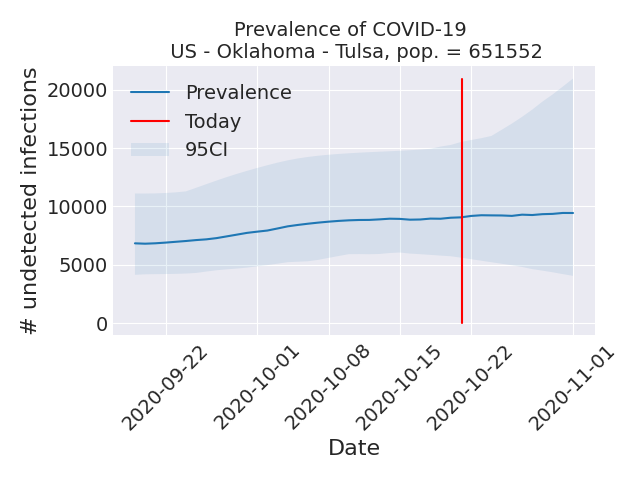 Prevalence of COVID-19
US - Oklahoma - Tulsa, pop. = 651552
# undetected infections
20000
15000
10000
5000
0
Prevalence
Today
95CI
2020-09-22
2020-10-01
2020-10-08
2020-10-15
2020-10-22
2020-11-01
Date